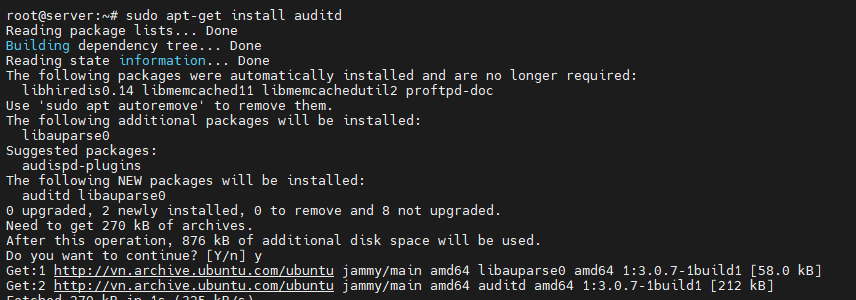 root@server:~# sudo apt-get install auditd
Reading package lists... Done
Building dependency tree... Done
Reading state information... Done
The following packages were automatically installed and are no longer required:
  libhiredis0.14 libmemcached11 libmemcachedutil2 proftpd-doc
Use 'sudo apt autoremove' to remove them.
The following additional packages will be installed:
  libauparse0
Suggested packages:
  audispd-plugins
The following NEW packages will be installed:
  auditd libauparse0
0 upgraded, 2 newly installed, 0 to remove and 8 not upgraded.
Need to get 270 kB of archives.
After this operation, 876 kB of additional disk space will be used.
Do you want to continue? [Y/n] y
Get:1 http://vn.archive.ubuntu.com/ubuntu jammy/main amd64 libauparse0 amd64 1:3.0.7-1build1 [58.0 kB]
Get:2 http://vn.archive.ubuntu.com/ubuntu jammy/main amd64 auditd amd64 1:3.0.7-1build1 [212 kB]
Fetched 270 kB in 1s (225 kB/s)